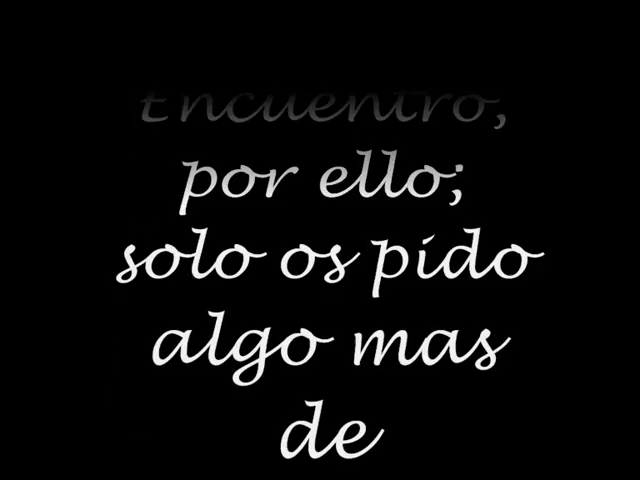 Encuentro,
por ello;
solo os pido
algo mas
de